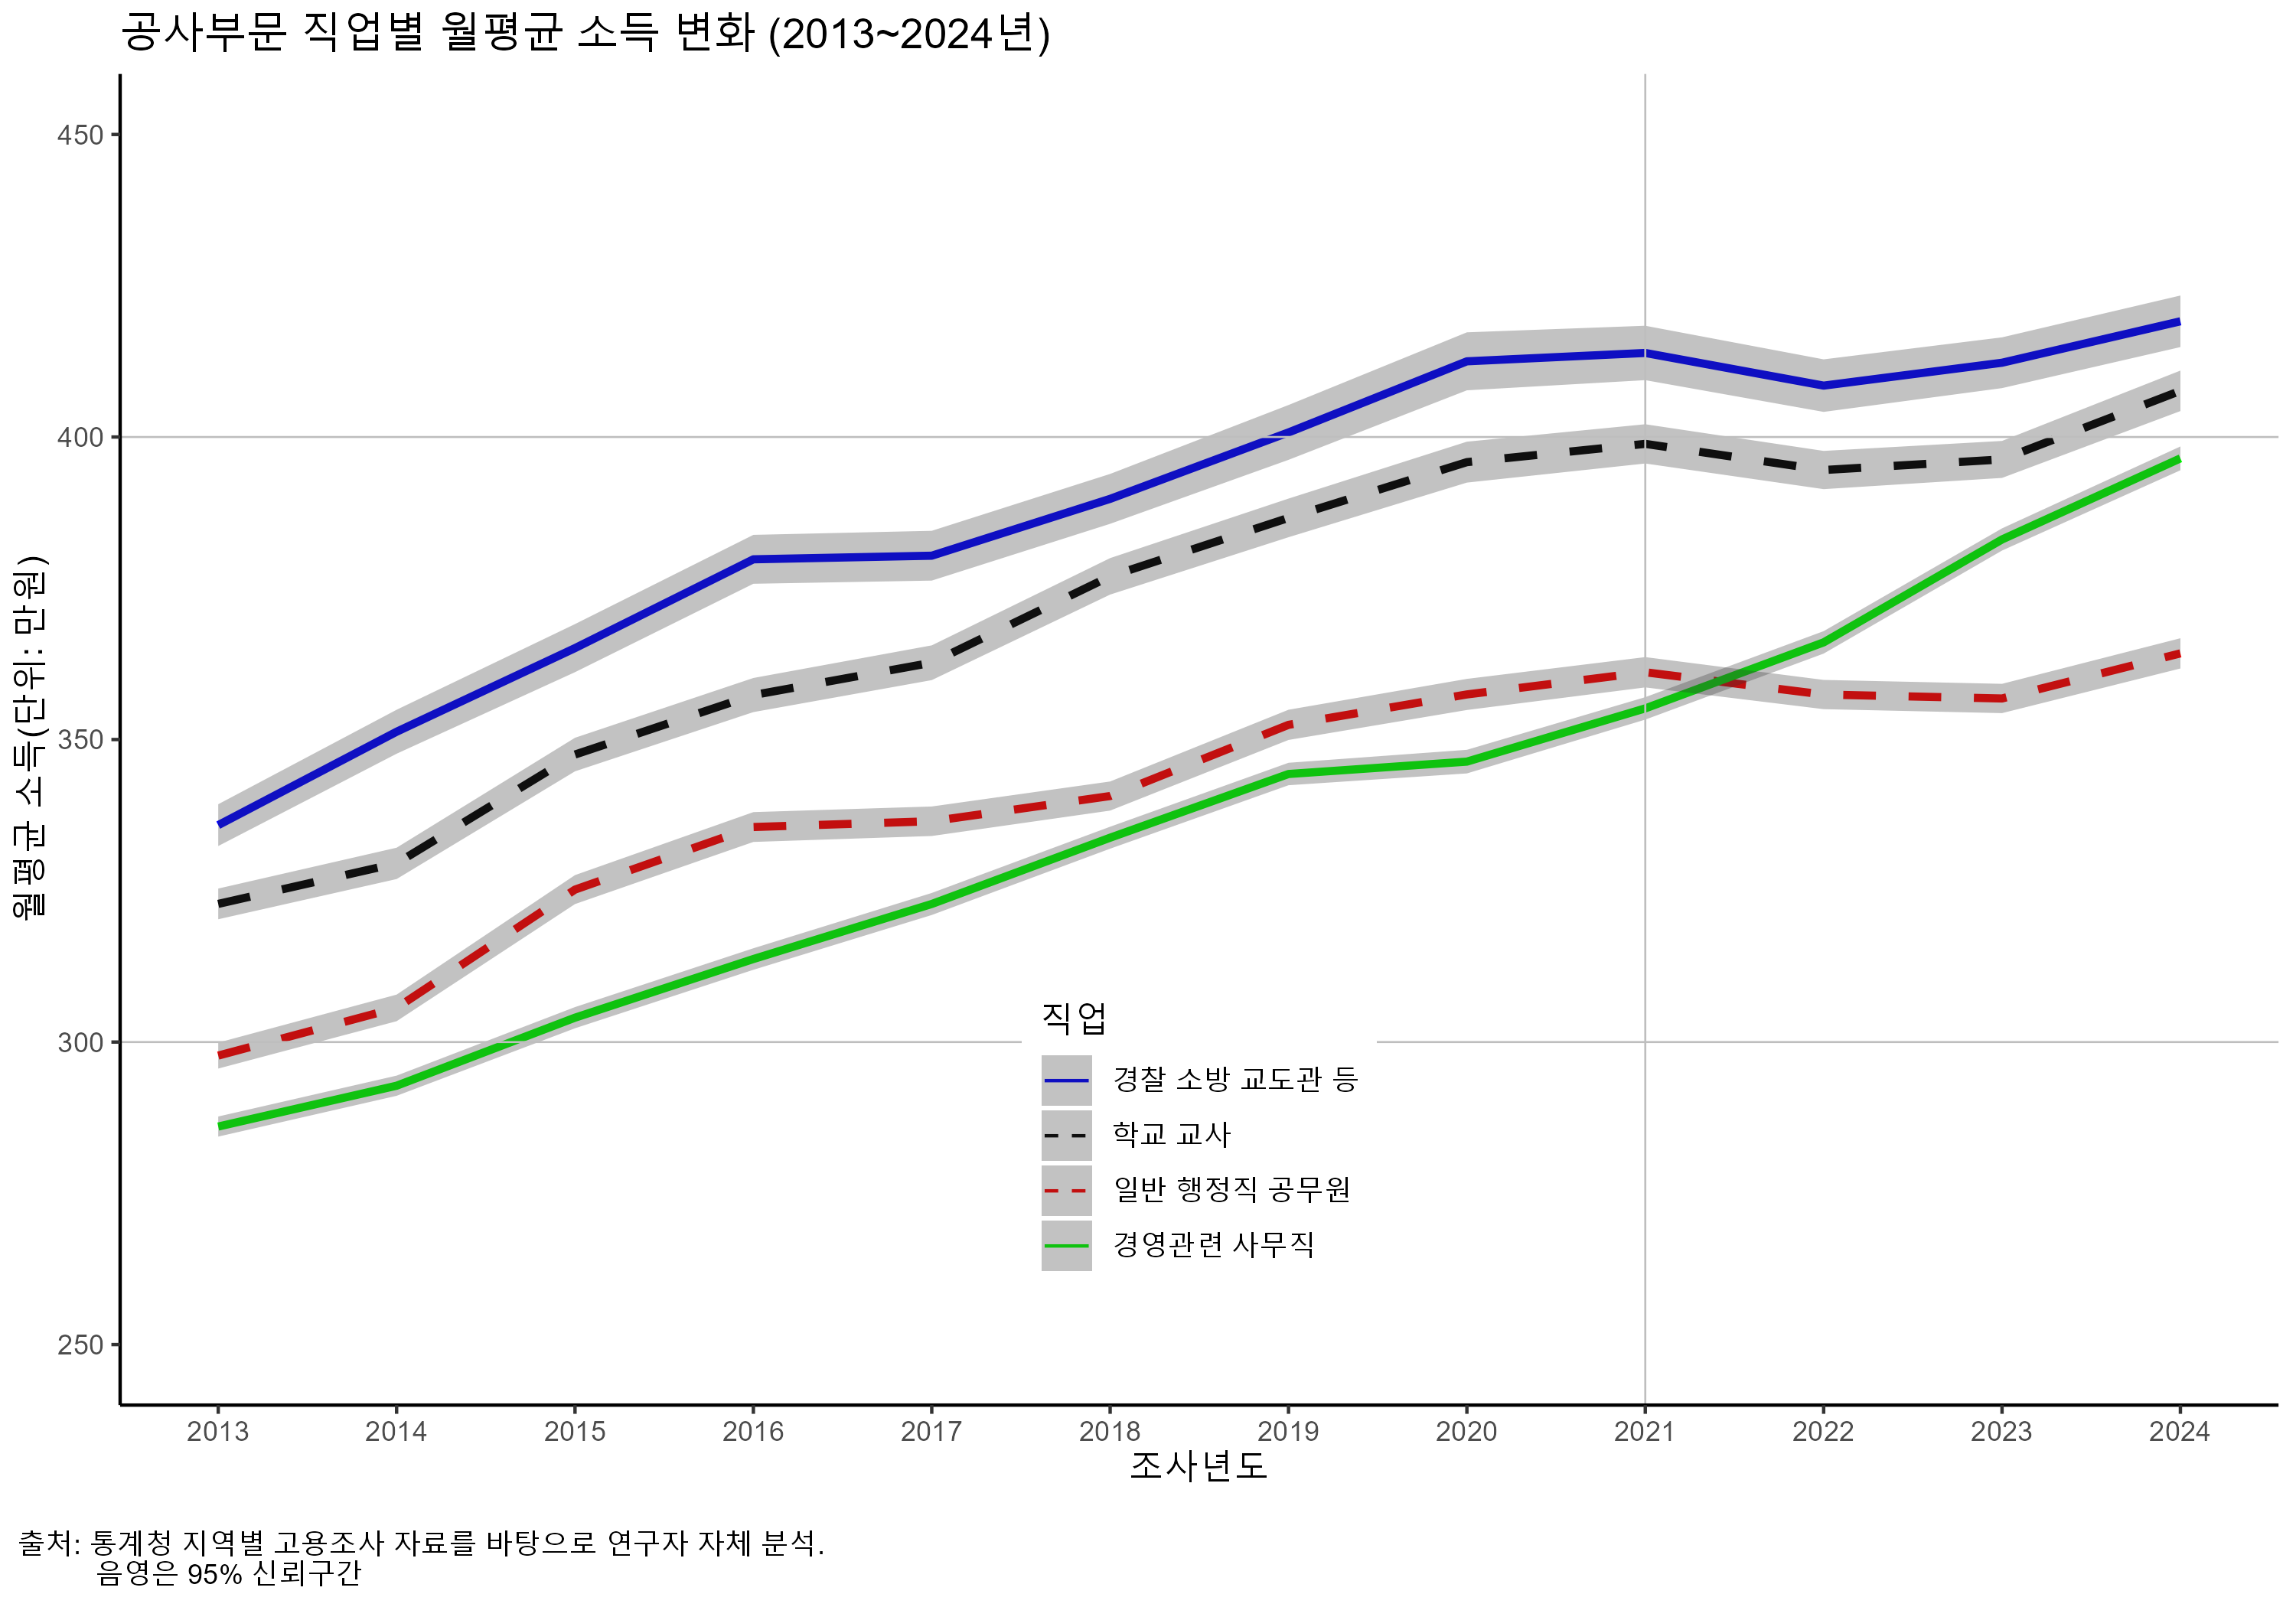 공사부문 직업별 월평균 소득 변화 (2013~2024년)
월평균 소득(단위: 만원)
450
400
350
300
250
직업
경찰 소방 교도관 등
학교 교사
일반 행정직 공무원
경영관련 사무직
2013 2014 2015 2016 2017 2018 2019 2020 2021 2022 2023 2024
조사년도
출처: 통계청 지역별 고용조사 자료를 바탕으로 연구자 자체 분석.
음영은 95% 신뢰구간